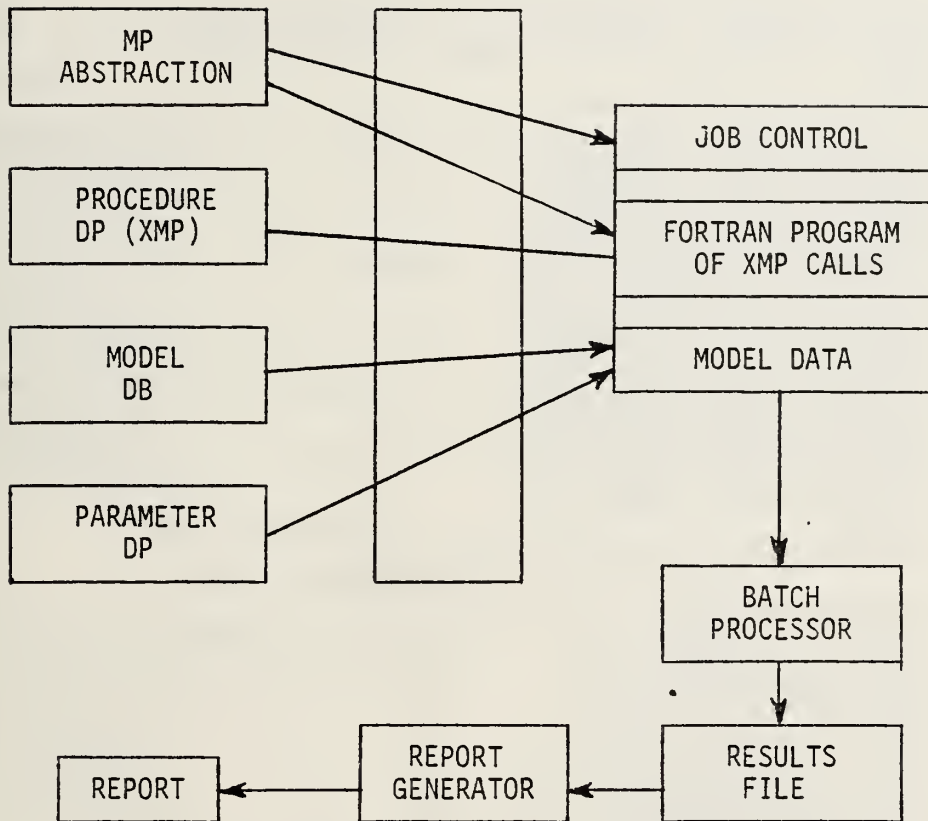 MP
ABSTRACTION
PROCEDURE
DP (XMP)
MODEL
DB
PARAMETER
DP
JOB CONTROL
FORTRAN PROGRAM
OF XMP CALLS
MODEL DATA
BATCH
PROCESSOR
RESULTS
FILE
REPORT
GENERATOR
REPORT